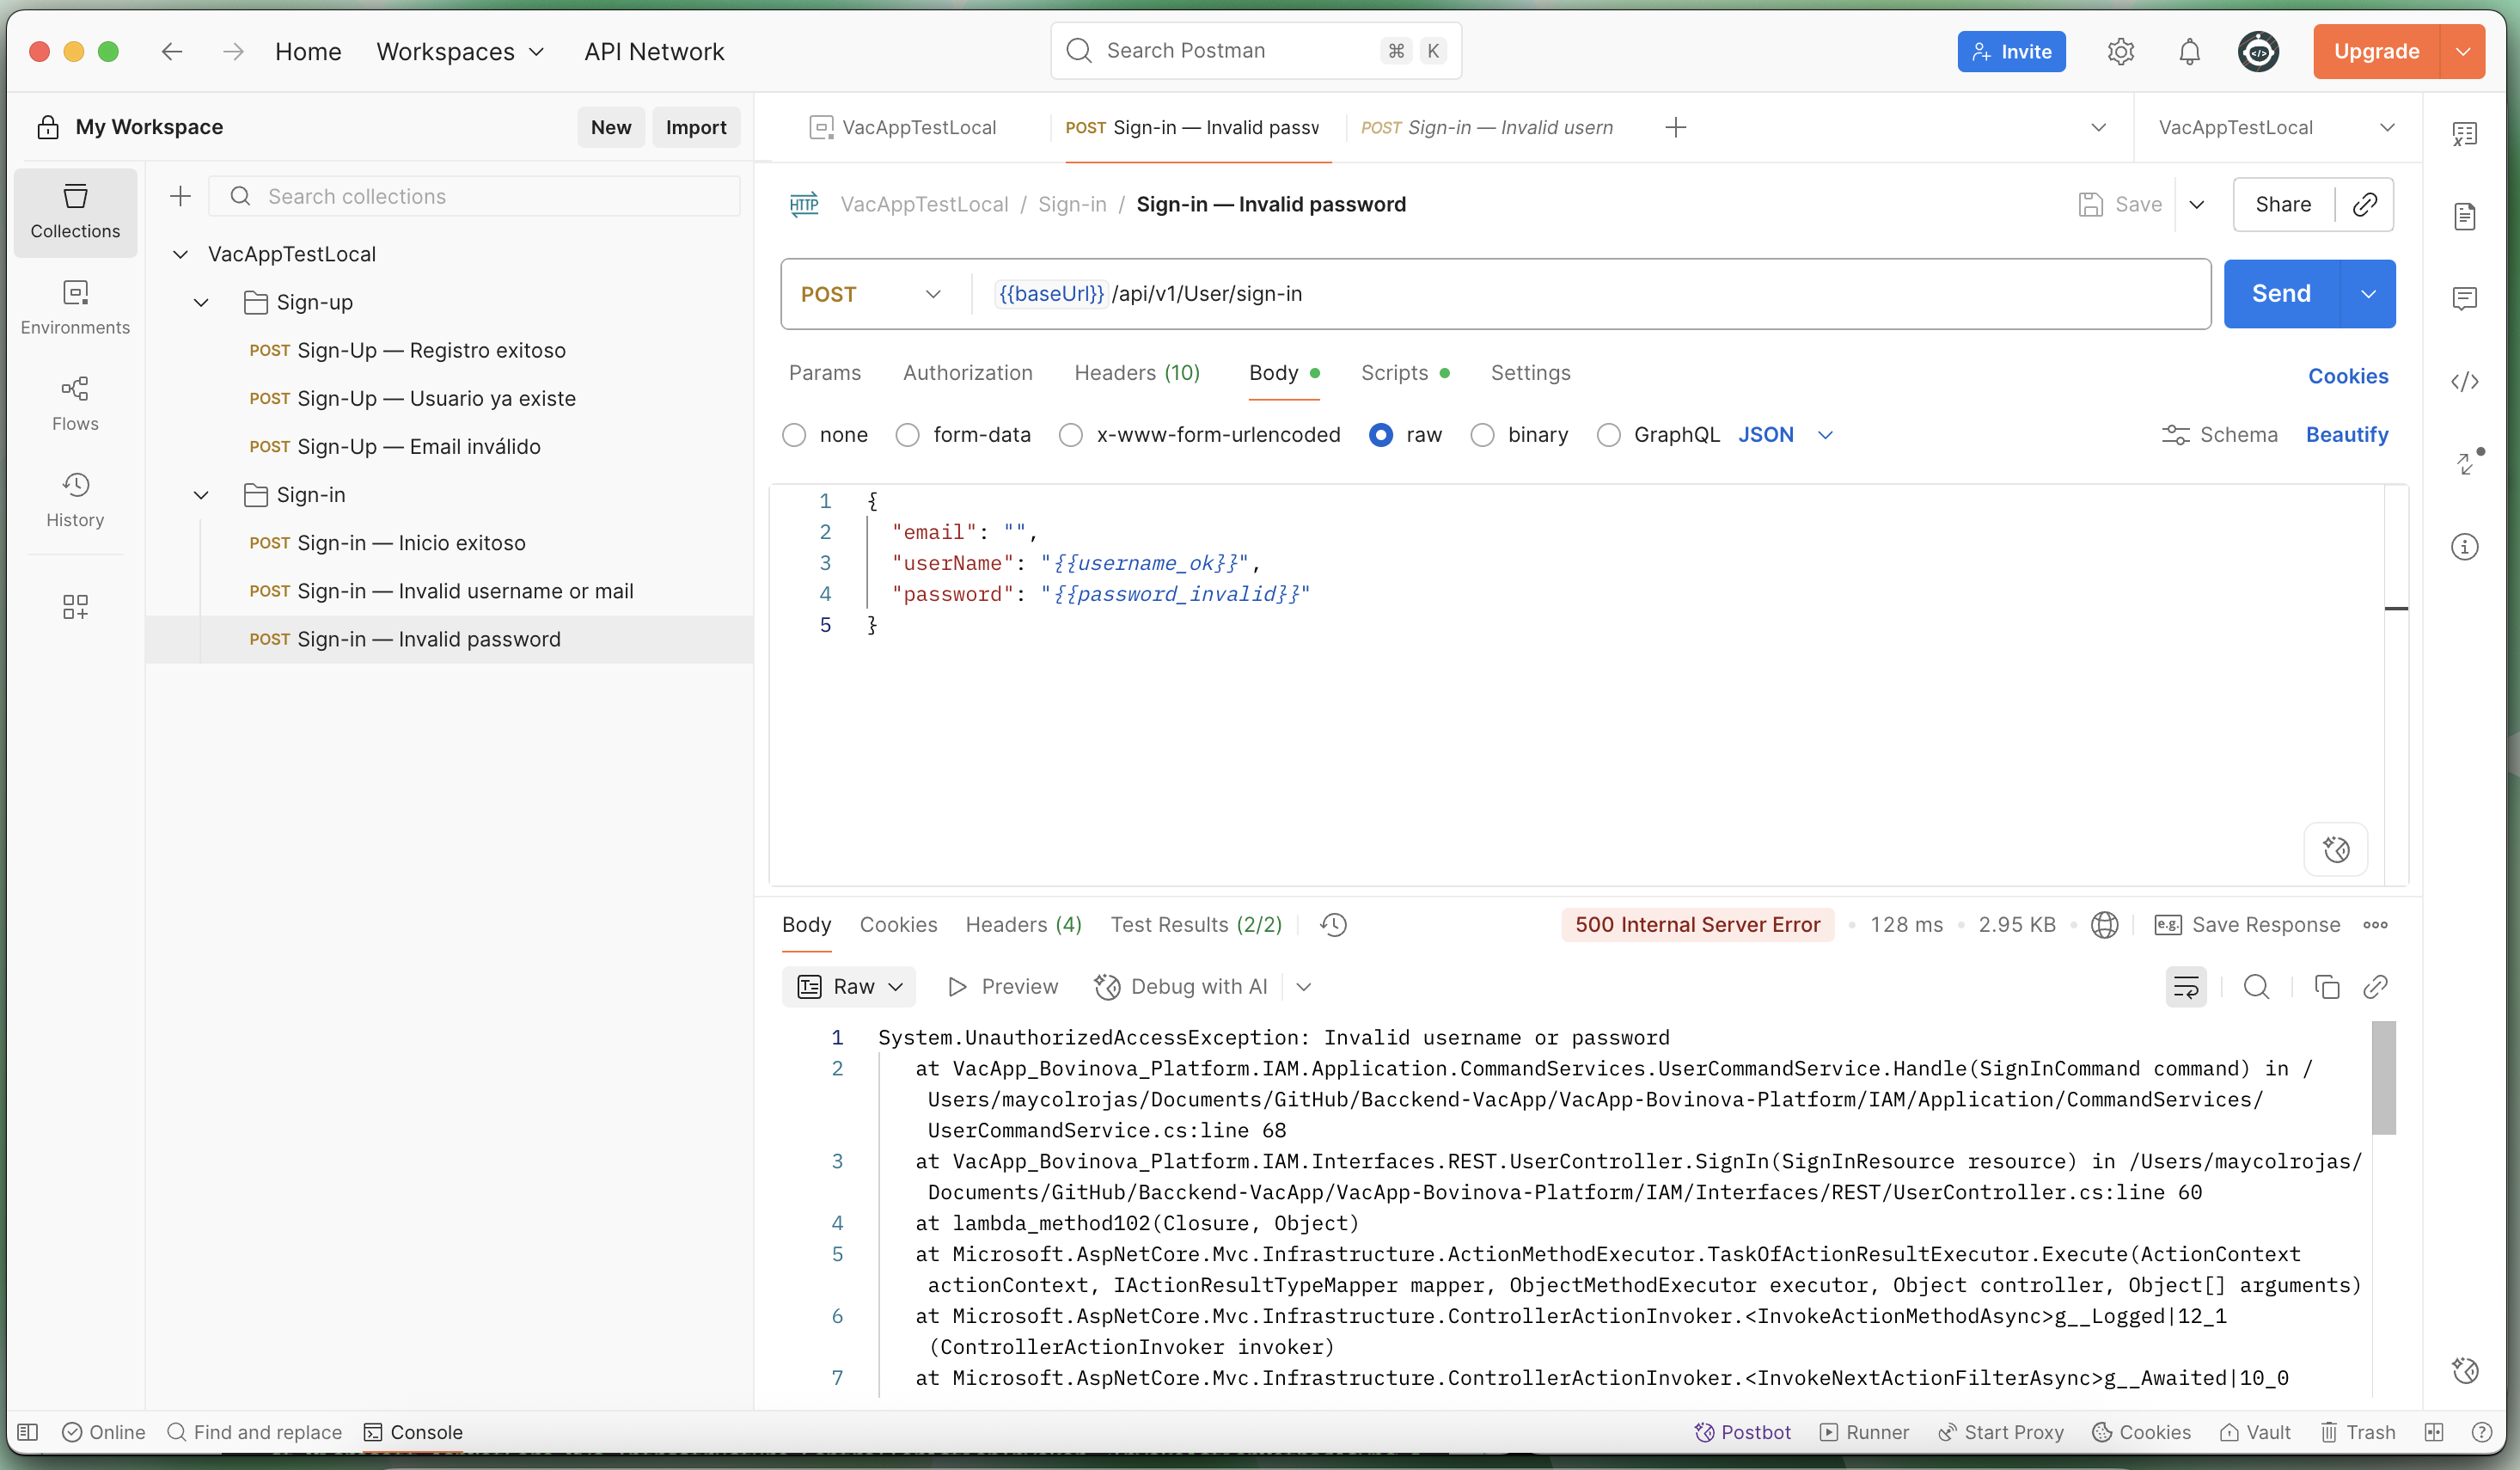 Home
Workspaces
API Network
Search Postman
⌘ K
Invite
Upgrade
My Workspace
New
Import
VacAppTestLocal
POST Sign-in — Invalid passw
POST Sign-in — Invalid usern
VacAppTestLocal
Collections
Environments
Flows
History
Search collections
VacAppTestLocal
Sign-up
POST Sign-Up — Registro exitoso
POST Sign-Up — Usuario ya existe
POST Sign-Up — Email inválido
Sign-in
POST Sign-in — Inicio exitoso
POST Sign-in — Invalid username or mail
POST Sign-in — Invalid password
HTTP VacAppTestLocal / Sign-in / Sign-in — Invalid password
Save
Share
POST
{{baseUrl}}/api/v1/User/sign-in
Send
Params
Authorization
Headers (10)
Body
Scripts
Settings
Cookies
none
form-data
x-www-form-urlencoded
raw
binary
GraphQL
JSON
Schema
Beautify
1 {
2 "email": "",
3 "userName": "{{username_ok}}",
4 "password": "{{password_invalid}}"
5 }
Body
Cookies
Headers (4)
Test Results (2/2)
500 Internal Server Error
128 ms
2.95 KB
e.g. Save Response
Raw
Preview
Debug with AI
1 System.UnauthorizedAccessException: Invalid username or password
2 at VacApp_Bovinova_Platform.IAM.Application.CommandServices.UserCommandService.Handle(SignInCommand command) in /
Users/maycolrojas/Documents/GitHub/Bacckend-VacApp/VacApp-Bovinova-Platform/IAM/Application/CommandServices/
UserCommandService.cs:line 68
3 at VacApp_Bovinova_Platform.IAM.Interfaces.REST.UserController.SignIn(SignInResource resource) in /Users/maycolrojas/
Documents/GitHub/Bacckend-VacApp/VacApp-Bovinova-Platform/IAM/Interfaces/REST/UserController.cs:line 60
4 at lambda_method102(Closure, Object)
5 at Microsoft.AspNetCore.Mvc.Infrastructure.ActionMethodExecutor.TaskOfActionResultExecutor.Execute(ActionContext
actionContext, IActionResultTypeMapper mapper, ObjectMethodExecutor executor, Object controller, Object[] arguments)
6 at Microsoft.AspNetCore.Mvc.Infrastructure.ControllerActionInvoker.<InvokeActionMethodAsync>g__Logged|12_1
(ControllerActionInvoker invoker)
7 at Microsoft.AspNetCore.Mvc.Infrastructure.ControllerActionInvoker.<InvokeNextActionFilterAsync>g__Awaited|10_0
Online
Find and replace
Console
Postbot
Runner
Start Proxy
Cookies
Vault
Trash